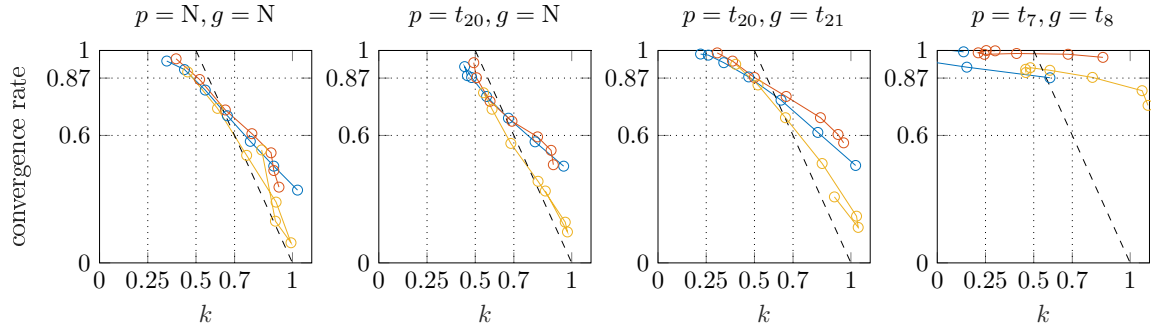 p = N, g = N
p = t₂₀, g = N
p = t₂₀, g = t₂₁
p = t₇, g = t₈
convergence rate
1
0.87
0.6
0
0 0.25 0.5 0.7 1
k
1
0.87
0.6
0
0 0.25 0.5 0.7 1
k
1
0.87
0.6
0
0 0.25 0.5 0.7 1
k
1
0.87
0.6
0
0 0.25 0.5 0.7 1
k